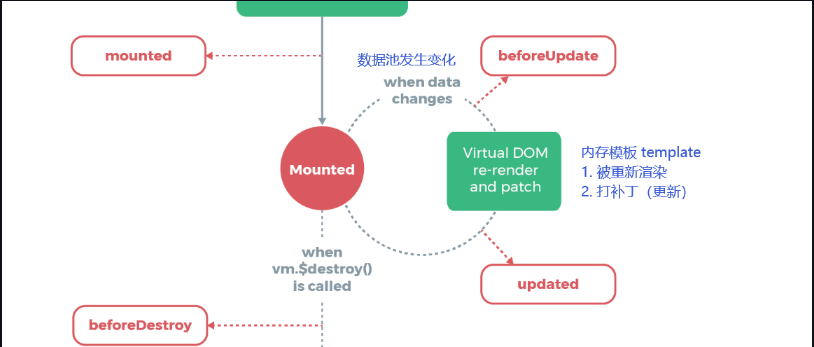 mounted
数据池发生变化
beforeUpdate
when data
changes
Mounted
Virtual DOM
re-render
and patch
内存模板 template
1. 被重新渲染
2. 打补丁（更新）
when
vm.$destroy()
is called
updated
beforeDestroy